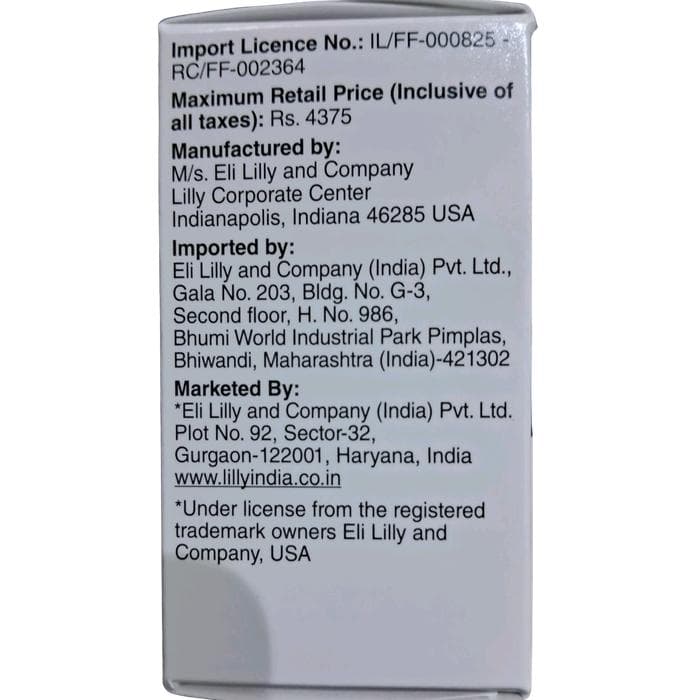 Import Licence No.: IL/FF-000825 -
RC/FF-002364
Maximum Retail Price (Inclusive of
all taxes): Rs. 4375
Manufactured by:
M/s. Eli Lilly and Company
Lilly Corporate Center
Indianapolis, Indiana 46285 USA
Imported by:
Eli Lilly and Company (India) Pvt. Ltd.,
Gala No. 203, Bldg. No. G-3,
Second floor, H. No. 986,
Bhumi World Industrial Park Pimplas,
Bhiwandi, Maharashtra (India)-421302
Marketed By:
*Eli Lilly and Company (India) Pvt. Ltd.
Plot No. 92, Sector-32,
Gurgaon-122001, Haryana, India
www.lillyindia.co.in
*Under license from the registered
trademark owners Eli Lilly and
Company, USA